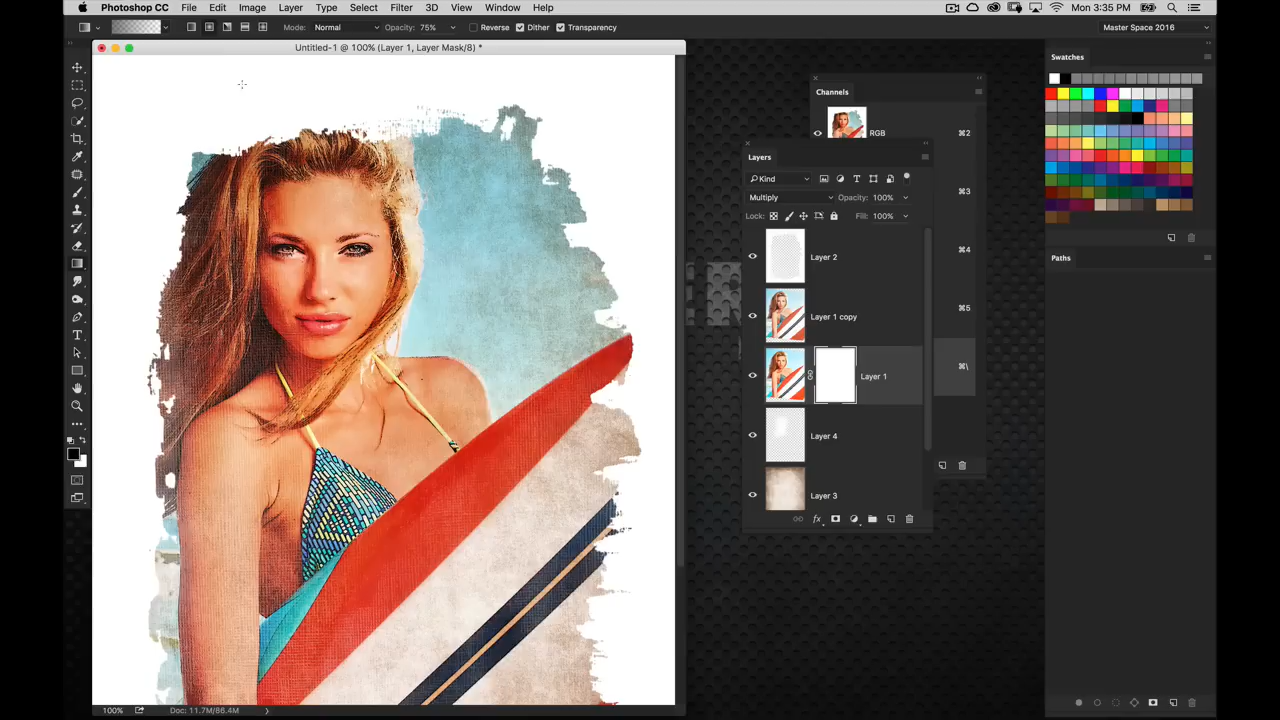 Photoshop CC File Edit Image Layer Type Select Filter 3D View Window Help Mon 3:35 PM
Mode: Normal Opacity: 75% Reverse Dither Transparency Master Space 2016
Untitled-1 @ 100% (Layer 1, Layer Mask/8) *
Swatches
Channels
RGB ⌘2
Layers
Kind
⌘3
Multiply Opacity: 100%
Lock: Fill: 100%
⌘4
Layer 2
Paths
⌘5
Layer 1 copy
⌘\
Layer 1
Layer 4
Layer 3
fx
100% Doc: 11.7M/86.4M